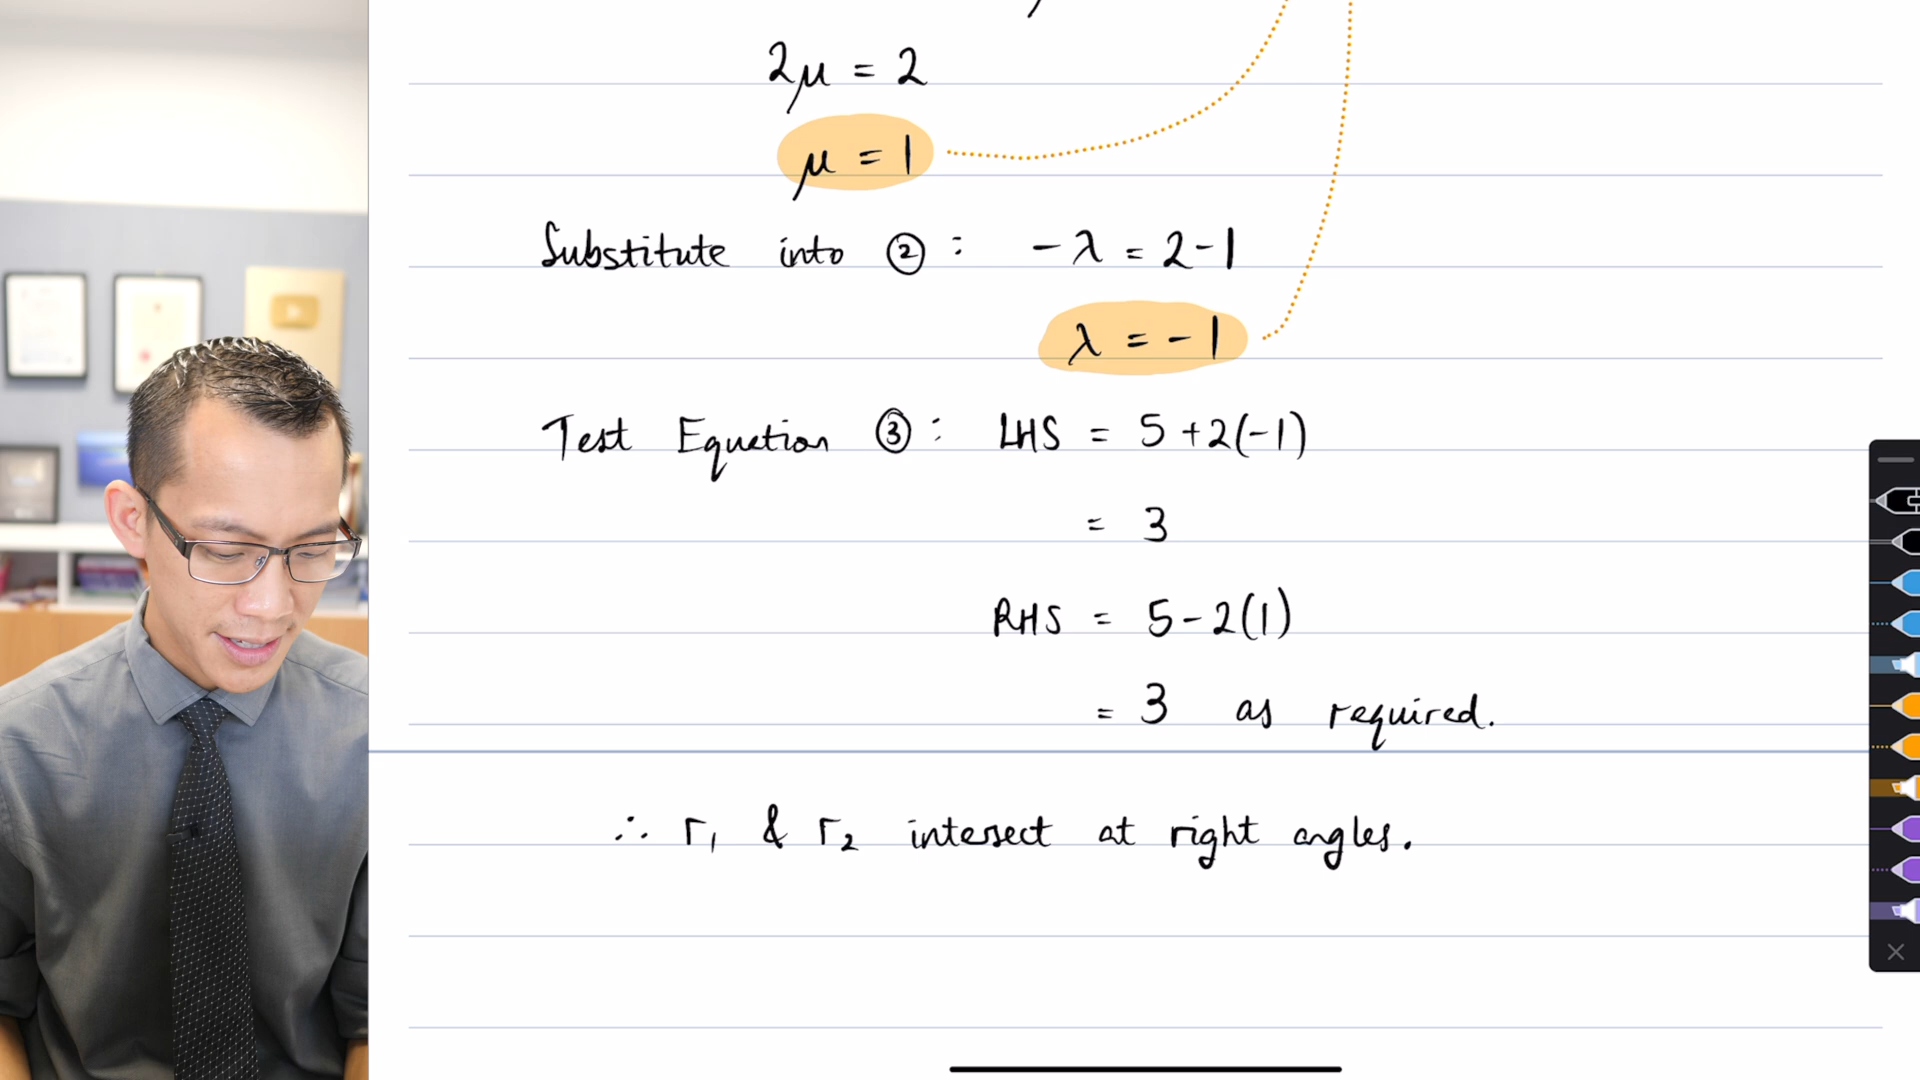 2μ = 2
μ = 1
Substitute into ② : -λ = 2-1
λ = -1
Test Equation ③ : LHS = 5+2(-1)
= 3
RHS = 5-2(1)
= 3 as required.
∴ r₁ & r₂ intersect at right angles.